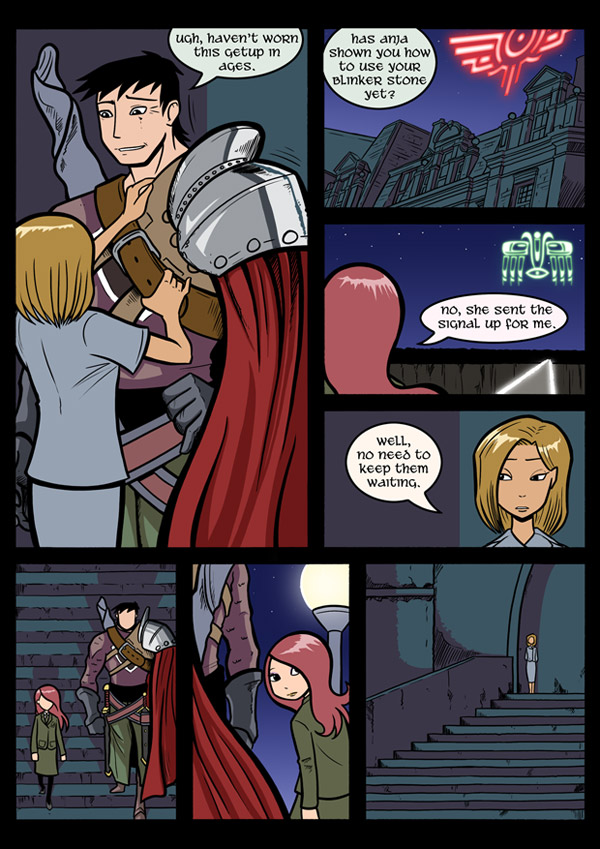 ugh, haven't worn
this getup in
ages.
has anja
shown you how
to use your
blinker stone
yet?
no, she sent the
signal up for me.
well,
no need to
keep them
waiting.